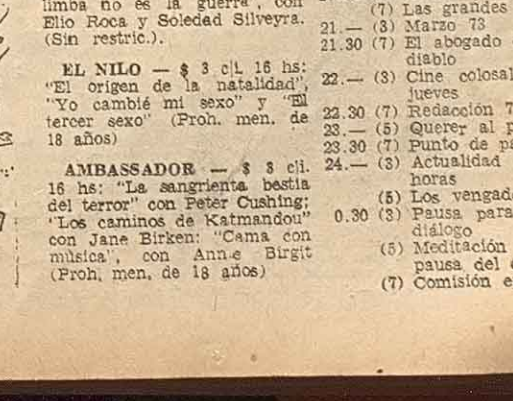 limba no es la guerra", con
Elio Roca y Soledad Silveyra.
(Sin restric.).
EL NILO — $ 3 c|i. 16 hs:
"El origen de la natalidad",
"Yo cambié mi sexo" y "El
tercer sexo" (Proh. men. de
18 años)
AMBASSADOR — $ 3 c|i.
16 hs: "La sangrienta bestia
del terror" con Peter Cushing;
"Los caminos de Katmandou"
con Jane Birken: "Cama con
música", con Annie Birgit
(Proh. men. de 18 años)
(7) Las grandes
21.— (3) Marzo 73
21.30 (7) El abogado
diablo
22.— (3) Cine colosal
jueves
22.30 (7) Redacción 7
23.— (5) Querer al p
23.30 (7) Punto de pa
24.— (3) Actualidad
horas
(5) Los vengad
0.30 (3) Pausa para
diálogo
(5) Meditación
pausa del
(7) Comisión e